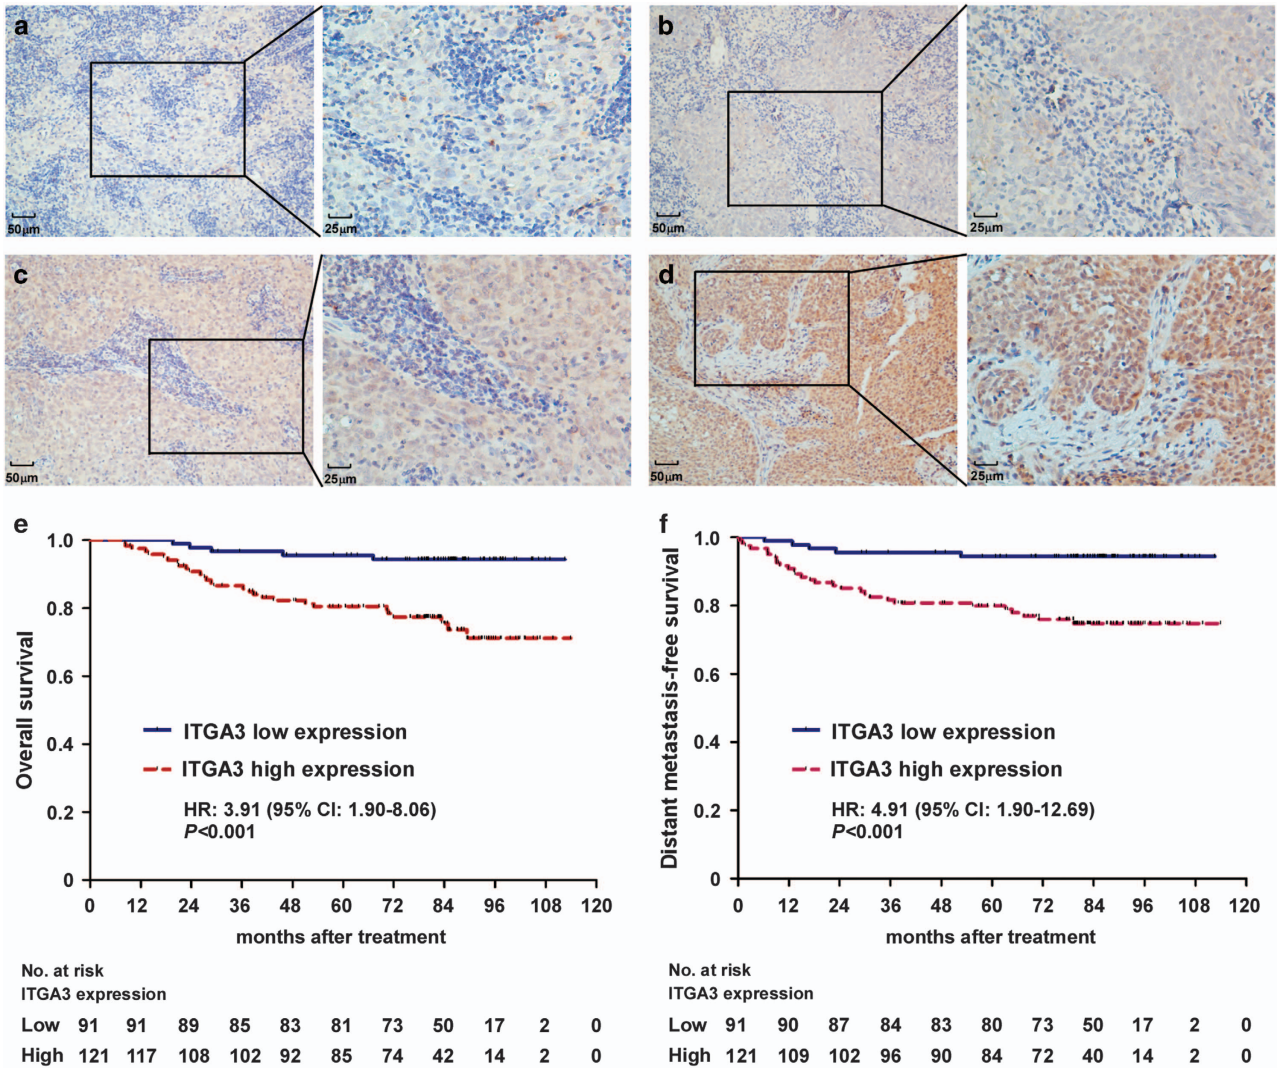 a
b
50μm
25μm
50μm
25μm
c
d
50μm
25μm
50μm
25μm
e
Overall survival
1.0
0.8
0.6
0.4
0.2
0
ITGA3 low expression
ITGA3 high expression
HR: 3.91 (95% CI: 1.90-8.06)
P<0.001
0 12 24 36 48 60 72 84 96 108 120
months after treatment
No. at risk
ITGA3 expression
Low 91 91 89 85 83 81 73 50 17 2 0
High 121 117 108 102 92 85 74 42 14 2 0
f
Distant metastasis-free survival
1.0
0.8
0.6
0.4
0.2
0
ITGA3 low expression
ITGA3 high expression
HR: 4.91 (95% CI: 1.90-12.69)
P<0.001
0 12 24 36 48 60 72 84 96 108 120
months after treatment
No. at risk
ITGA3 expression
Low 91 90 87 84 83 80 73 50 17 2 0
High 121 109 102 96 90 84 72 40 14 2 0